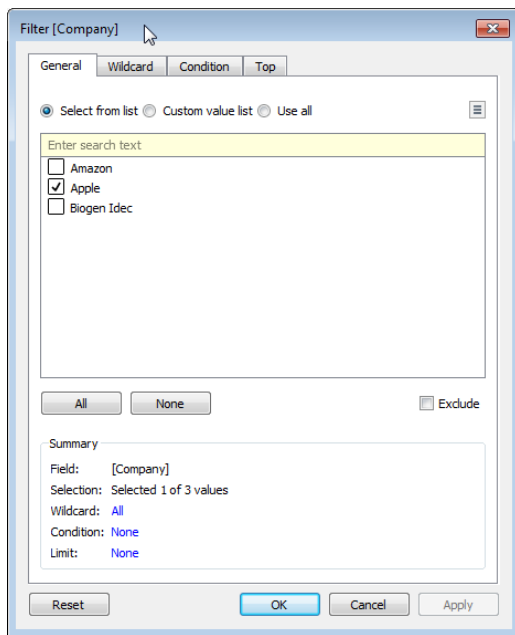 Filter [Company]
General Wildcard Condition Top
Select from list Custom value list Use all
Enter search text
Amazon
Apple
Biogen Idec
All None Exclude
Summary
Field: [Company]
Selection: Selected 1 of 3 values
Wildcard: All
Condition: None
Limit: None
Reset OK Cancel Apply